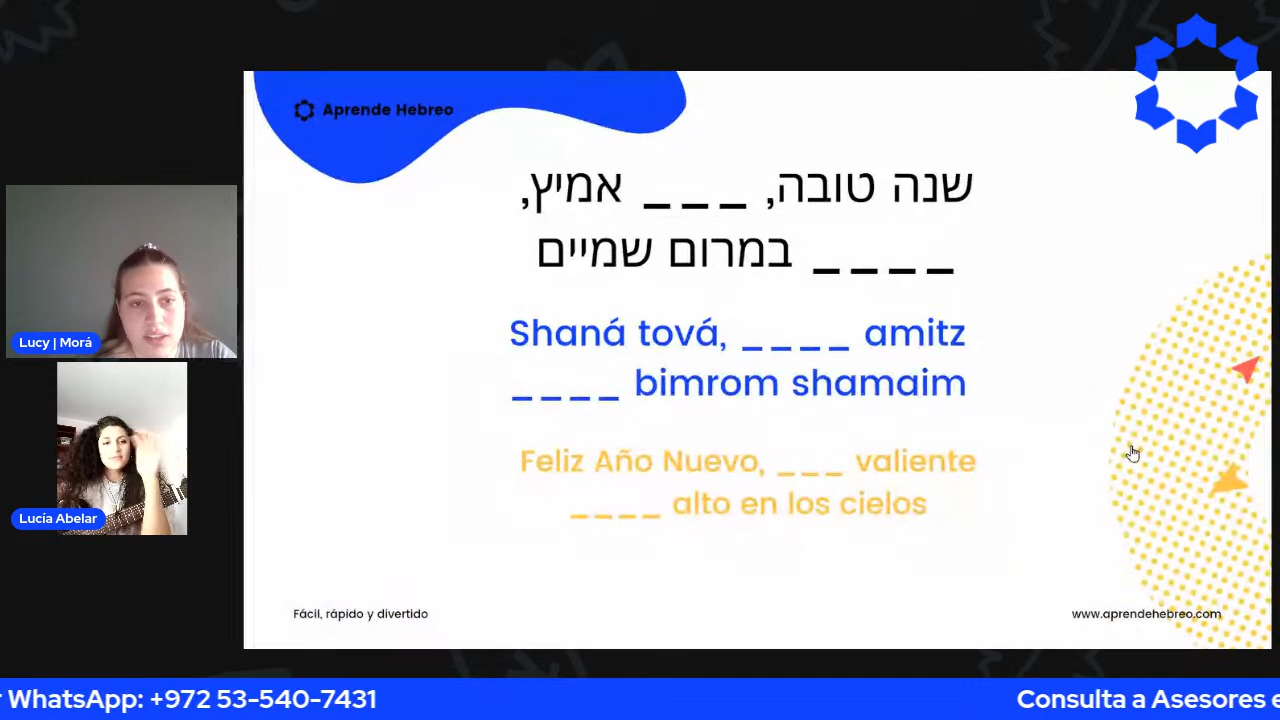 Aprende Hebreo
שנה טובה, _ _ _ אמיץ,
_ _ _ _ במרום שמיים
Shaná tová, _ _ _ _ amitz
_ _ _ _ bimrom shamaim
Feliz Año Nuevo, _ _ _ valiente
_ _ _ _ alto en los cielos
Lucy | Morá
Lucía Abelar
Fácil, rápido y divertido
www.aprendehebreo.com
r WhatsApp: +972 53-540-7431
Consulta a Asesores e